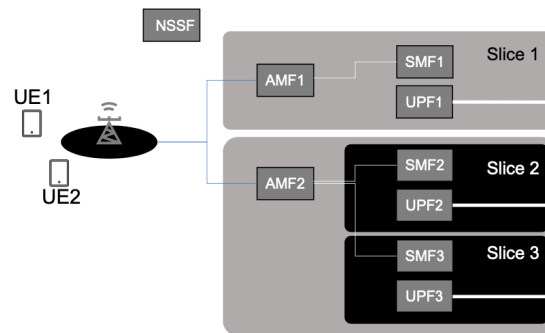 NSSF
UE1
UE2
AMF1
SMF1
Slice 1
UPF1
AMF2
SMF2
Slice 2
UPF2
SMF3
Slice 3
UPF3